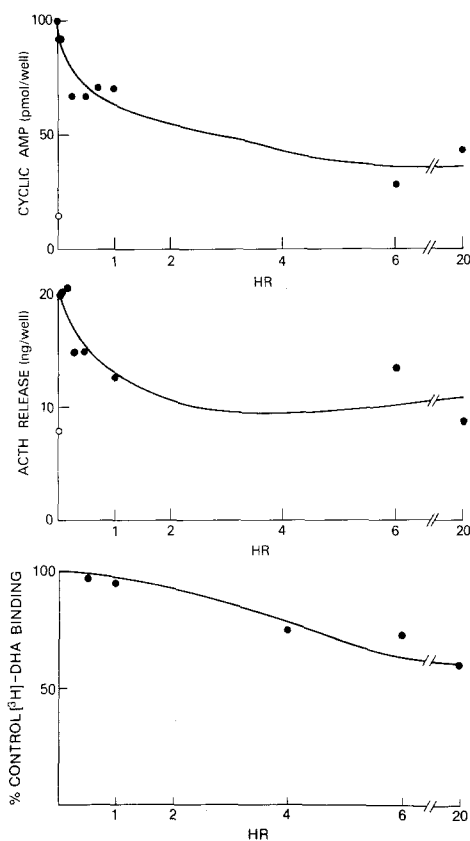 CYCLIC AMP (pmol/well)
100
50
0
1 2 4 6 20
HR
ACTH RELEASE (ng/well)
20
10
0
1 2 4 6 20
HR
% CONTROL [³H]-DHA BINDING
100
50
1 2 4 6 20
HR